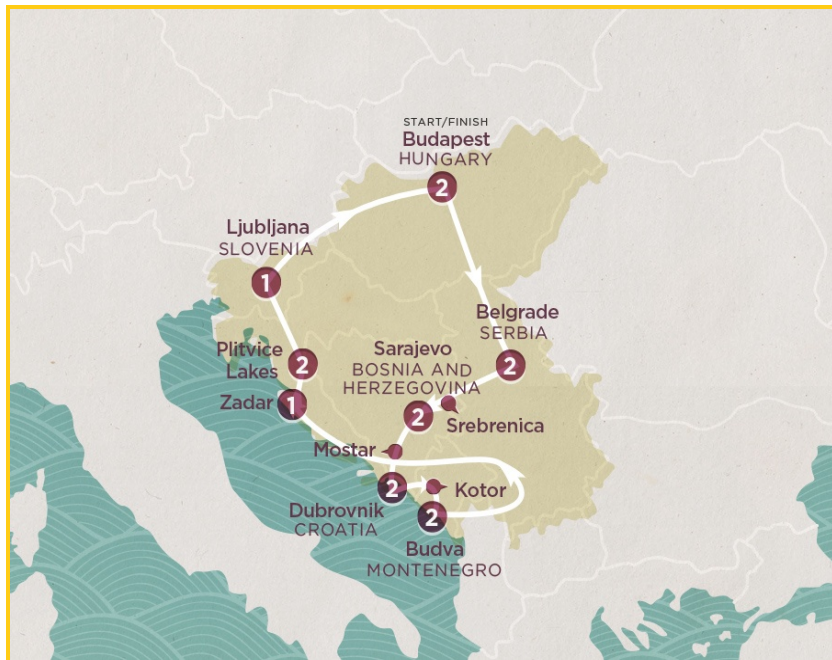 START/FINISH
Budapest
HUNGARY
2
Ljubljana
SLOVENIA
1
Belgrade
SERBIA
2
Plitvice
Lakes
2
Sarajevo
BOSNIA AND
HERZEGOVINA
2
Zadar
1
Srebrenica
Mostar
2
Dubrovnik
CROATIA
Kotor
2
Budva
MONTENEGRO